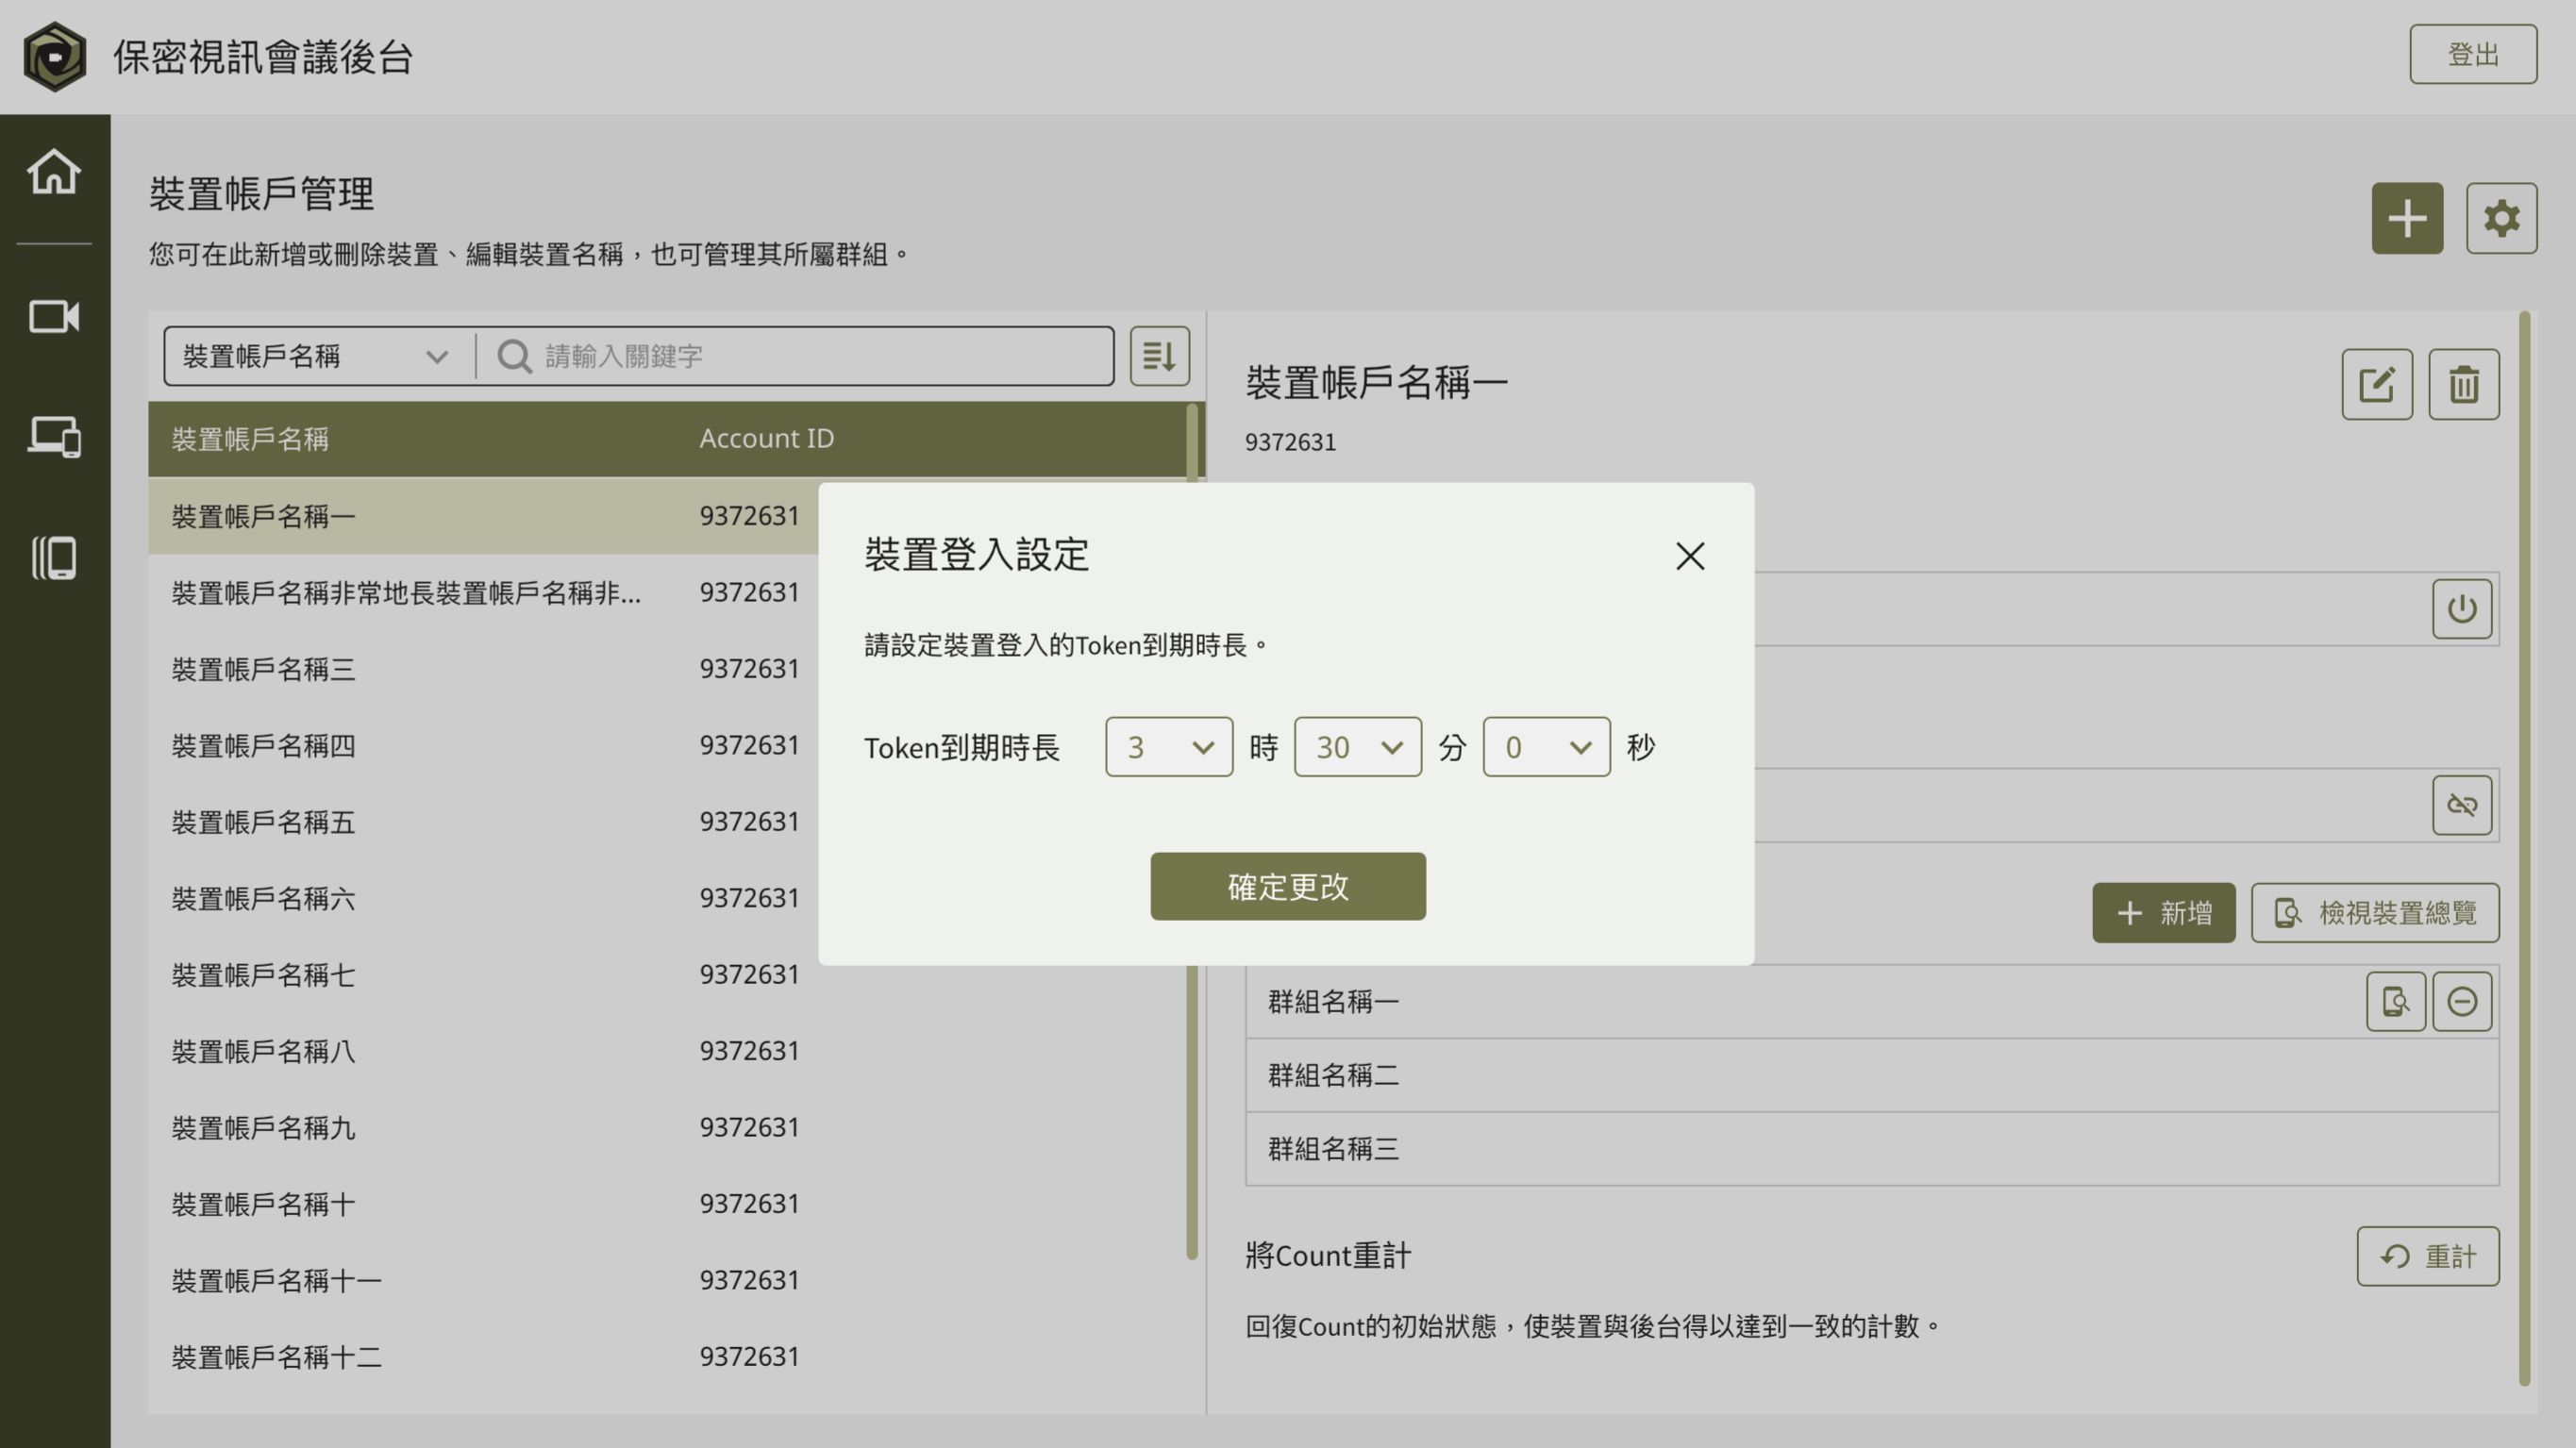 保密視訊會議後台
登出
裝置帳戶管理
您可在此新增或刪除裝置、編輯裝置名稱，也可管理其所屬群組。
裝置帳戶名稱
請輸入關鍵字
裝置帳戶名稱 Account ID
裝置帳戶名稱一 9372631
裝置帳戶名稱非常地長裝置帳戶名稱非... 9372631
裝置帳戶名稱三 9372631
裝置帳戶名稱四 9372631
裝置帳戶名稱五 9372631
裝置帳戶名稱六 9372631
裝置帳戶名稱七 9372631
裝置帳戶名稱八 9372631
裝置帳戶名稱九 9372631
裝置帳戶名稱十 9372631
裝置帳戶名稱十一 9372631
裝置帳戶名稱十二 9372631
裝置帳戶名稱一
9372631
裝置登入設定
請設定裝置登入的Token到期時長。
Token到期時長 3 時 30 分 0 秒
確定更改
新增
檢視裝置總覽
群組名稱一
群組名稱二
群組名稱三
將Count重計
重計
回復Count的初始狀態，使裝置與後台得以達到一致的計數。